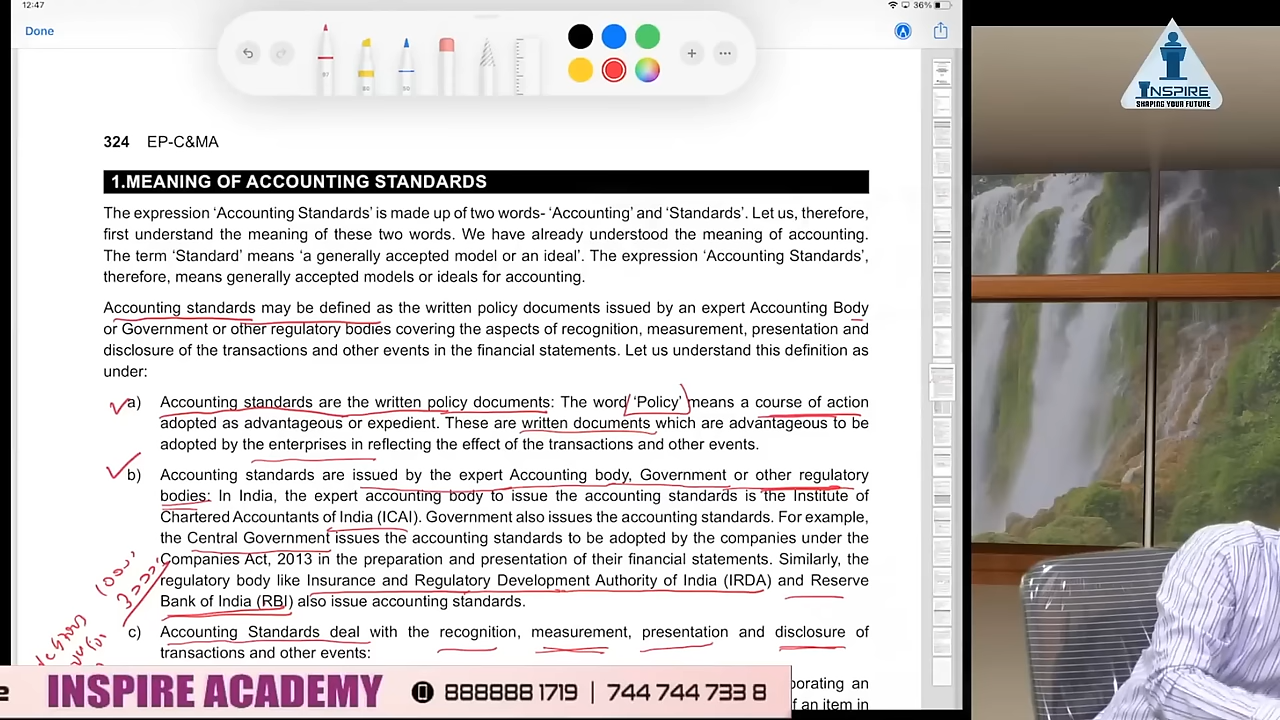 12:47
36%
Done
INSPIRE
SHAPING YOUR FUTURE
324 EP-C&MA
1.MEANING OF ACCOUNTING STANDARDS
The expression ‘Accounting Standards’ is made up of two words- ‘Accounting’ and ‘Standards’. Let us, therefore,
first understand the meaning of these two words. We have already understood the meaning of accounting.
The term ‘Standard’ means ‘a generally accepted model or an ideal’. The expression ‘Accounting Standards’,
therefore, means generally accepted models or ideals for accounting.
Accounting standards may be defined as the written policy documents issued by an expert Accounting Body
or Government or other regulatory bodies covering the aspects of recognition, measurement, presentation and
disclosure of the transactions and other events in the financial statements. Let us understand this definition as
under:
a) Accounting standards are the written policy documents: The word ‘Policy’ means a course of action
adopted as advantageous or expedient. These are written documents which are advantageous to be
adopted by the enterprises in reflecting the effect of the transactions and other events.
b) Accounting Standards are issued by the expert accounting body, Government or other regulatory
bodies: In India, the expert accounting body to issue the accounting standards is the Institute of
Chartered Accountants of India (ICAI). Government also issues the accounting standards. For example,
the Central Government issues the accounting standards to be adopted by the companies under the
Companies Act, 2013 in the preparation and presentation of their financial statements. Similarly, the
regulatory body like Insurance and Regulatory Development Authority of India (IRDA) and Reserve
Bank of India (RBI) also issue accounting standards.
c) Accounting Standards deal with the recognition, measurement, presentation and disclosure of
transactions and other events:
porating an
of an item in
e INSPIRE ACADEMY 888888 1719 | 744 744 733 8